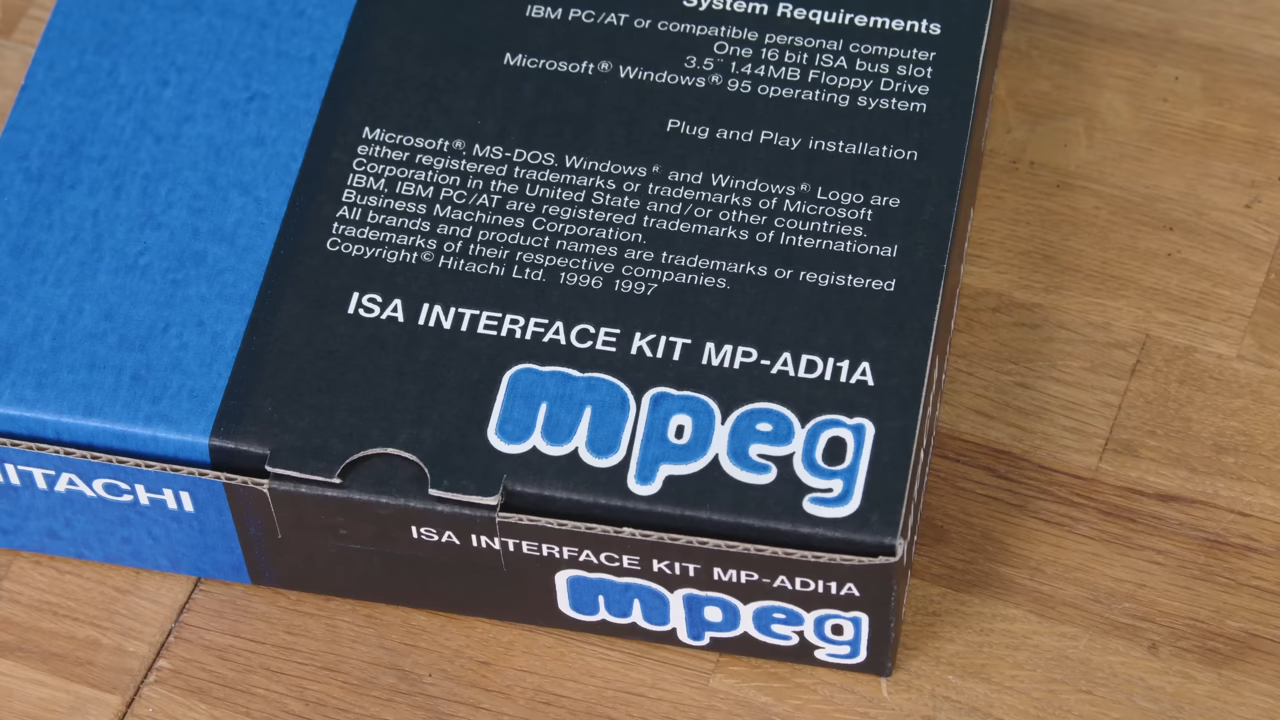 System Requirements
IBM PC/AT or compatible personal computer
One 16 bit ISA bus slot
3.5¨ 1.44MB Floppy Drive
Microsoft® Windows® 95 operating system
Plug and Play installation
Microsoft®, MS-DOS, Windows® and Windows® Logo are
either registered trademarks or trademarks of Microsoft
Corporation in the United State and/or other countries.
IBM, IBM PC/AT are registered trademarks of International
Business Machines Corporation.
All brands and product names are trademarks or registered
trademarks of their respective companies.
Copyright© Hitachi Ltd. 1996 1997
ISA INTERFACE KIT MP-ADI1A
mpeg
HITACHI
ISA INTERFACE KIT MP-ADI1A
mpeg